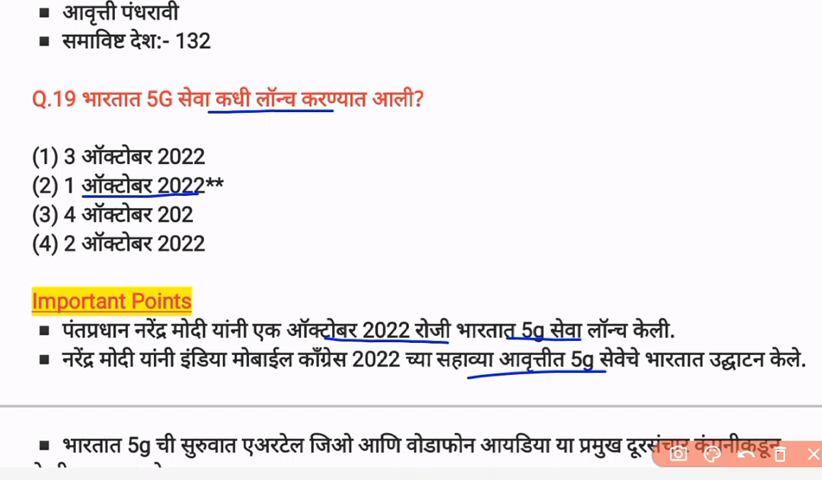 ▪ आवृत्ती पंधरावी
▪ समाविष्ट देश:- 132
Q.19 भारतात 5G सेवा कधी लॉन्च करण्यात आली?
(1) 3 ऑक्टोबर 2022
(2) 1 ऑक्टोबर 2022**
(3) 4 ऑक्टोबर 202
(4) 2 ऑक्टोबर 2022
Important Points
▪ पंतप्रधान नरेंद्र मोदी यांनी एक ऑक्टोबर 2022 रोजी भारतात 5g सेवा लॉन्च केली.
▪ नरेंद्र मोदी यांनी इंडिया मोबाईल काँग्रेस 2022 च्या सहाव्या आवृत्तीत 5g सेवेचे भारतात उद्घाटन केले.
▪ भारतात 5g ची सुरुवात एअरटेल जिओ आणि वोडाफोन आयडिया या प्रमुख दूरसंचार कंपनीकडून